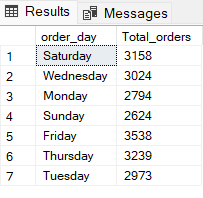 Results Messages
order_day Total_orders
1 Saturday 3158
2 Wednesday 3024
3 Monday 2794
4 Sunday 2624
5 Friday 3538
6 Thursday 3239
7 Tuesday 2973